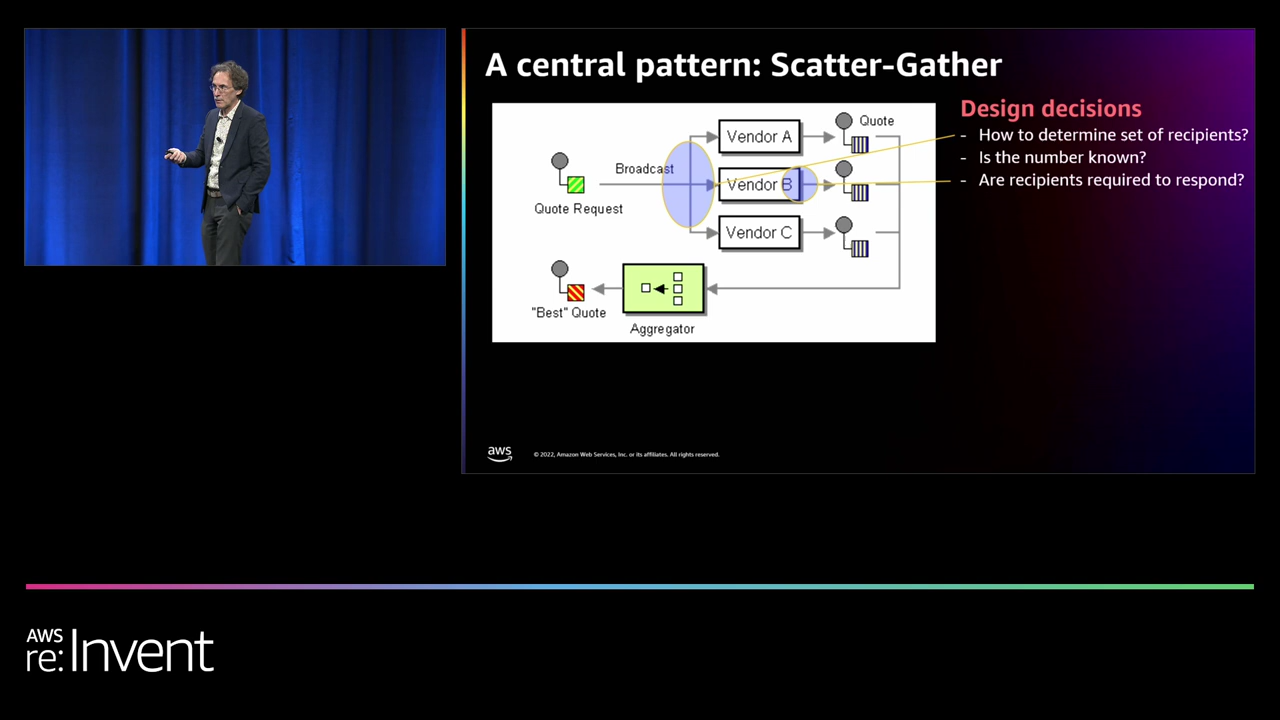 A central pattern: Scatter-Gather
Design decisions
- How to determine set of recipients?
- Is the number known?
- Are recipients required to respond?
Quote Request
Broadcast
Vendor A
Vendor B
Vendor C
Quote
"Best" Quote
Aggregator
aws
© 2022, Amazon Web Services, Inc. or its affiliates. All rights reserved.
AWS
re:Invent